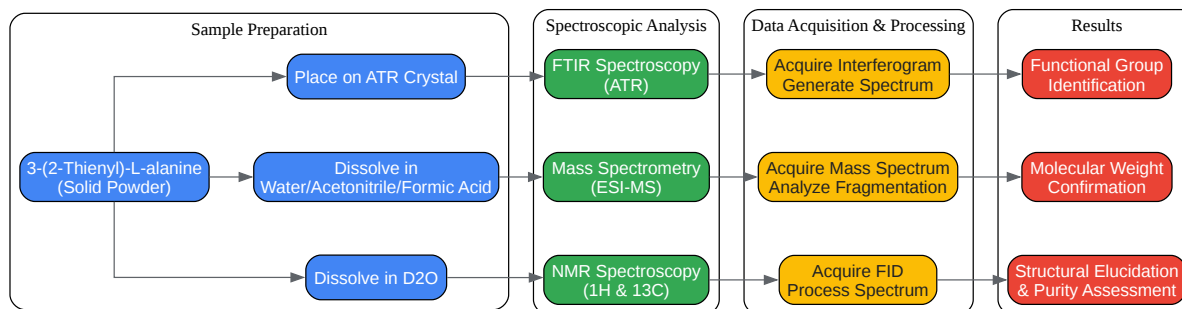 Sample Preparation
Spectroscopic Analysis
Data Acquisition & Processing
Results
Place on ATR Crystal
FTIR Spectroscopy
(ATR)
Acquire Interferogram
Generate Spectrum
Functional Group
Identification
3-(2-Thienyl)-L-alanine
(Solid Powder)
Dissolve in
Water/Acetonitrile/Formic Acid
Mass Spectrometry
(ESI-MS)
Acquire Mass Spectrum
Analyze Fragmentation
Molecular Weight
Confirmation
Dissolve in D2O
NMR Spectroscopy
(1H & 13C)
Acquire FID
Process Spectrum
Structural Elucidation
& Purity Assessment